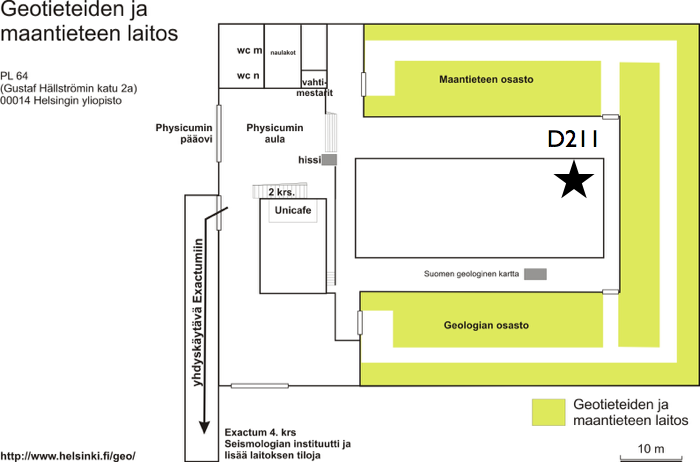 Geotieteiden ja
maantieteen laitos
PL 64
(Gustaf Hällströmin katu 2a)
00014 Helsingin yliopisto
wc m
naulakot
wc n
vahti-
mestarit
Maantieteen osasto
Physicumin
pääovi
Physicumin
aula
D211
hissi
2 krs.
Unicafe
yhdyskäytävä Exactumiin
Suomen geologinen kartta
Geologian osasto
Geotieteiden ja
maantieteen laitos
Exactum 4. krs
Seismologian instituutti ja
lisää laitoksen tiloja
http://www.helsinki.fi/geo/
10 m